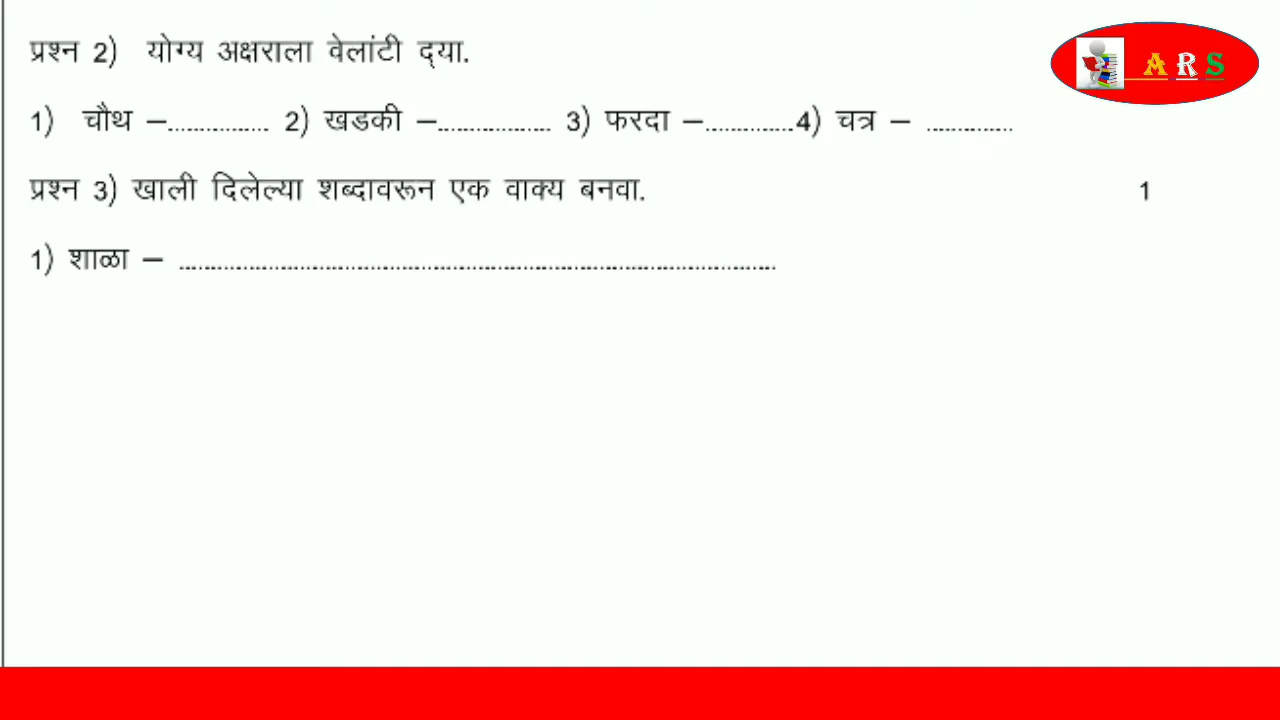 प्रश्न 2) योग्य अक्षराला वेलांटी द्या.
A R S
1) चौथ –................ 2) खडकी –.................. 3) फरदा –..............4) चत्र – ..............
प्रश्न 3) खाली दिलेल्या शब्दावरून एक वाक्य बनवा. 1
1) शाळा – ................................................................................